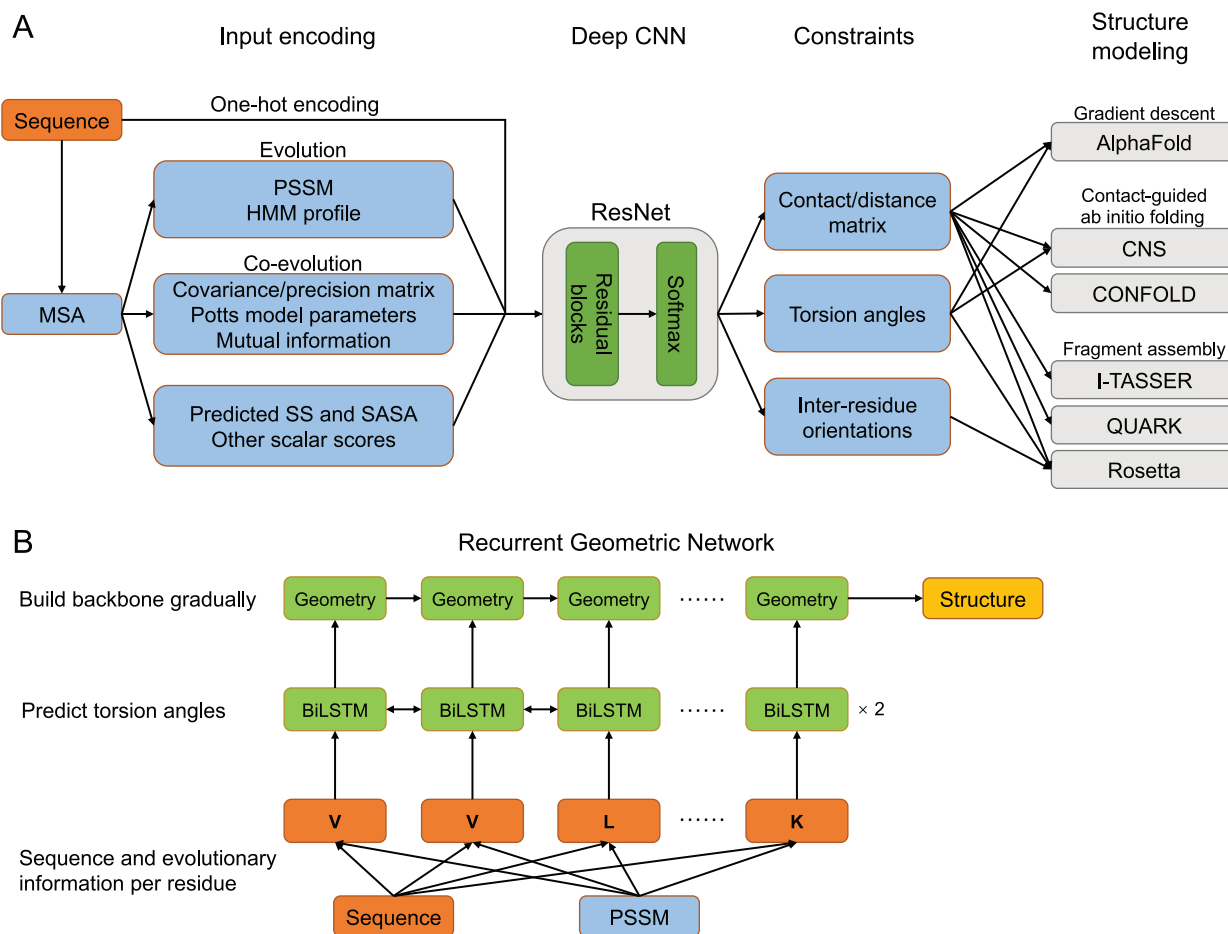 A
Input encoding
Deep CNN
Constraints
Structure
modeling
One-hot encoding
Sequence
Evolution
PSSM
HMM profile
Co-evolution
Covariance/precision matrix
Potts model parameters
Mutual information
MSA
Predicted SS and SASA
Other scalar scores
ResNet
Residual
blocks
Softmax
Contact/distance
matrix
Torsion angles
Inter-residue
orientations
Gradient descent
AlphaFold
Contact-guided
ab initio folding
CNS
CONFOLD
Fragment assembly
I-TASSER
QUARK
Rosetta
B
Recurrent Geometric Network
Build backbone gradually
Geometry
Geometry
Geometry
······
Geometry
Structure
Predict torsion angles
BiLSTM
BiLSTM
BiLSTM
······
BiLSTM
× 2
V
V
L
······
K
Sequence and evolutionary
information per residue
Sequence
PSSM